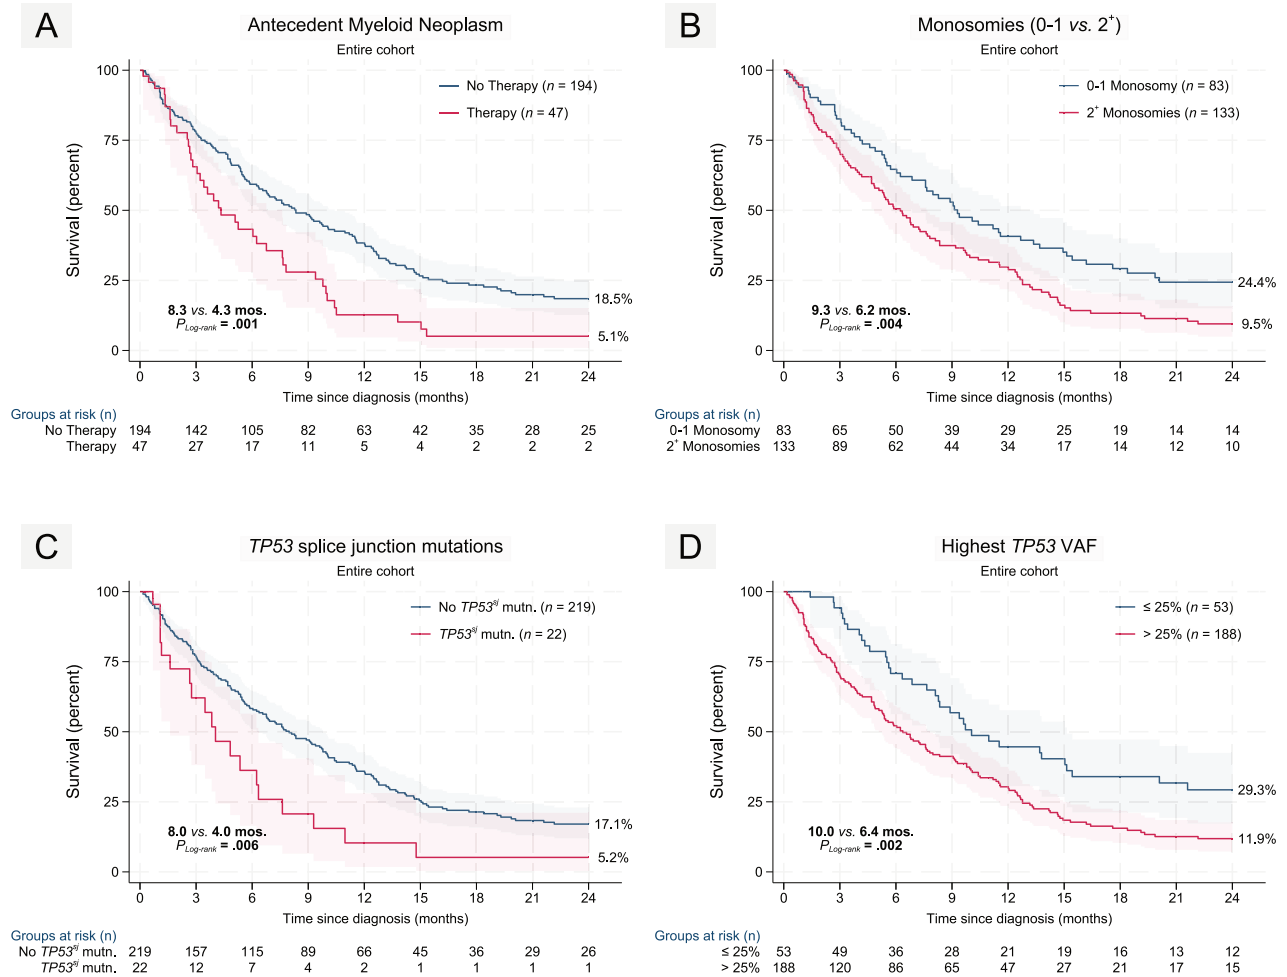 A
Antecedent Myeloid Neoplasm
Entire cohort
Survival (percent)
100
75
50
25
0
No Therapy (n = 194)
Therapy (n = 47)
18.5%
5.1%
8.3 vs. 4.3 mos.
P Log-rank = .001
0 3 6 9 12 15 18 21 24
Time since diagnosis (months)
Groups at risk (n)
No Therapy 194 142 105 82 63 42 35 28 25
Therapy 47 27 17 11 5 4 2 2 2
B
Monosomies (0-1 vs. 2+)
Entire cohort
Survival (percent)
100
75
50
25
0
0-1 Monosomy (n = 83)
2+ Monosomies (n = 133)
24.4%
9.5%
9.3 vs. 6.2 mos.
P Log-rank = .004
0 3 6 9 12 15 18 21 24
Time since diagnosis (months)
Groups at risk (n)
0-1 Monosomy 83 65 50 39 29 25 19 14 14
2+ Monosomies 133 89 62 44 34 17 14 12 10
C
TP53 splice junction mutations
Entire cohort
Survival (percent)
100
75
50
25
0
No TP53sj mutn. (n = 219)
TP53sj mutn. (n = 22)
17.1%
5.2%
8.0 vs. 4.0 mos.
P Log-rank = .006
0 3 6 9 12 15 18 21 24
Time since diagnosis (months)
Groups at risk (n)
No TP53sj mutn. 219 157 115 89 66 45 36 29 26
TP53sj mutn. 22 12 7 4 2 1 1 1 1
D
Highest TP53 VAF
Entire cohort
Survival (percent)
100
75
50
25
0
≤ 25% (n = 53)
> 25% (n = 188)
29.3%
11.9%
10.0 vs. 6.4 mos.
P Log-rank = .002
0 3 6 9 12 15 18 21 24
Time since diagnosis (months)
Groups at risk (n)
≤ 25% 53 49 36 28 21 19 16 13 12
> 25% 188 120 86 65 47 27 21 17 15